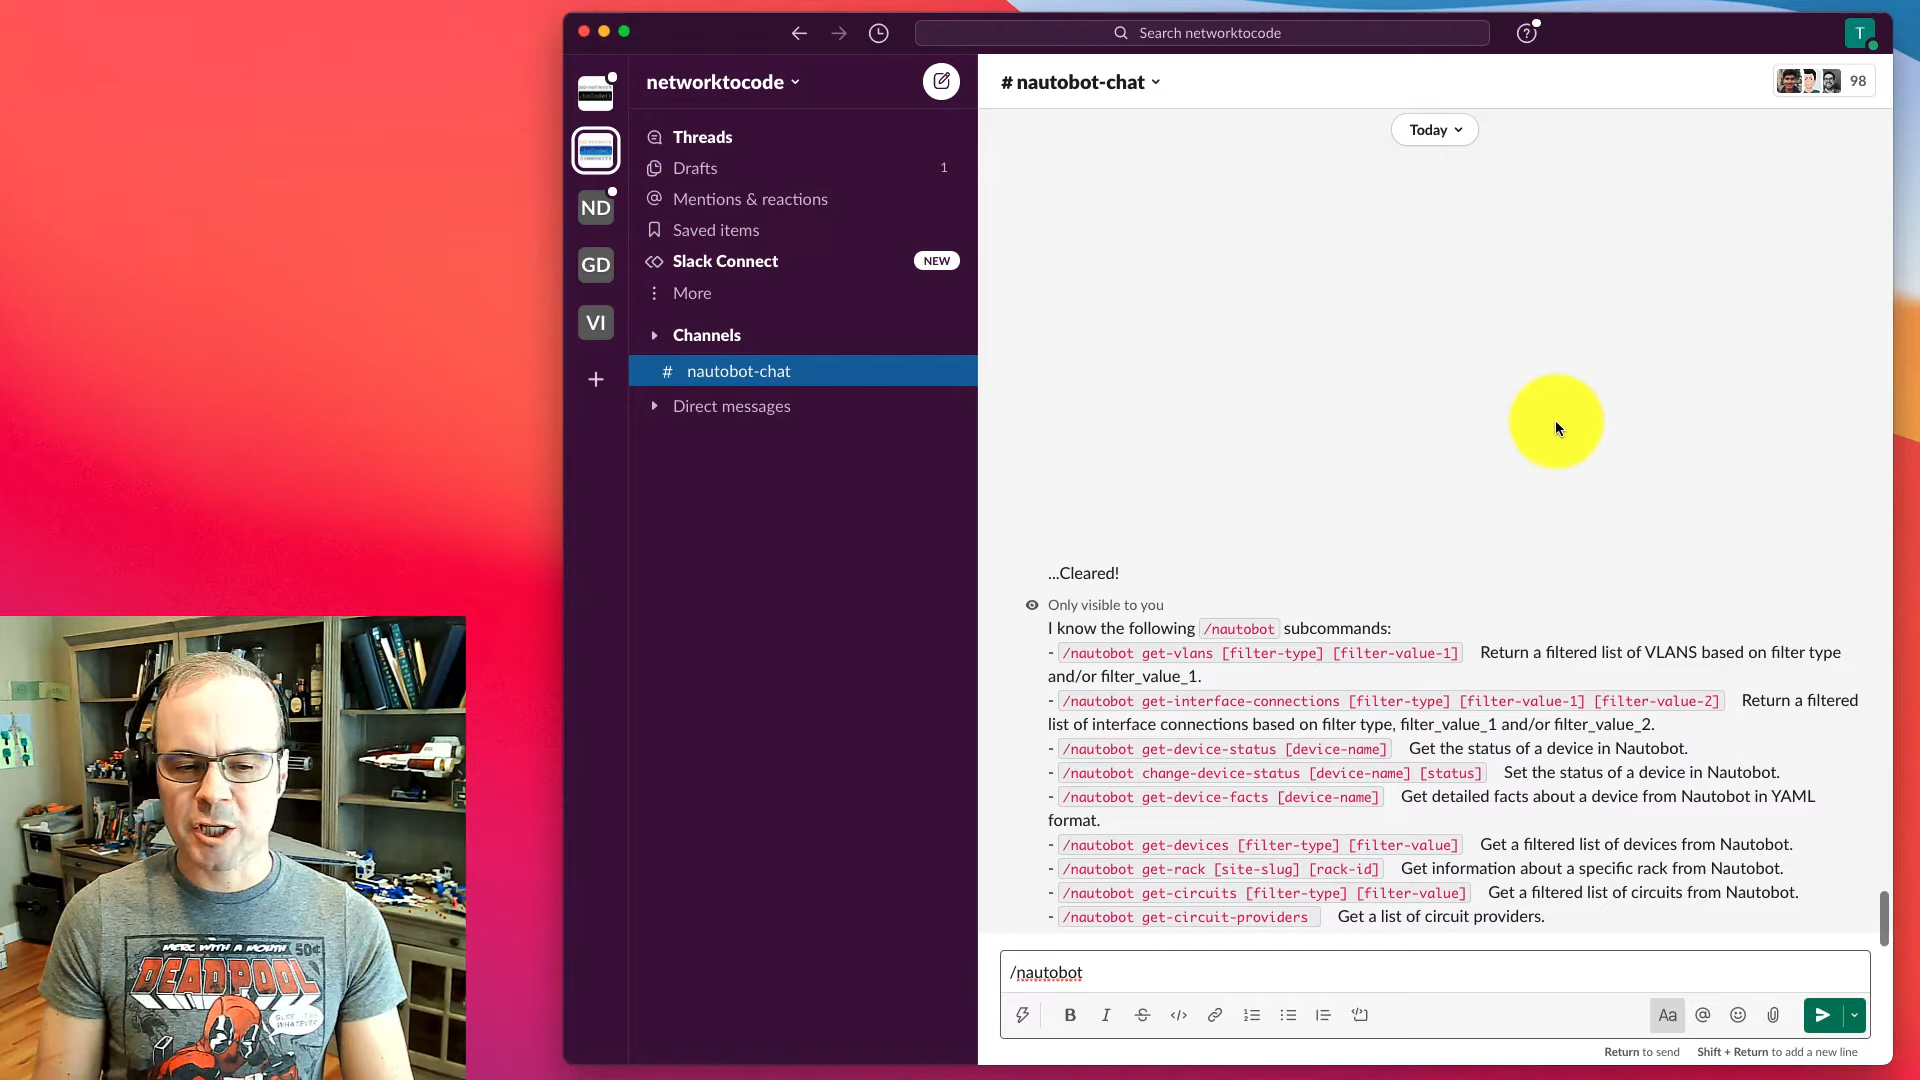 Search networktocode
T
networktocode
# nautobot-chat
98
Today
Threads
Drafts 1
Mentions & reactions
Saved items
Slack Connect NEW
More
Channels
# nautobot-chat
Direct messages
ND
GD
VI
...Cleared!
Only visible to you
I know the following /nautobot subcommands:
- /nautobot get-vlans [filter-type] [filter-value-1] Return a filtered list of VLANS based on filter type
and/or filter_value_1.
- /nautobot get-interface-connections [filter-type] [filter-value-1] [filter-value-2] Return a filtered
list of interface connections based on filter type, filter_value_1 and/or filter_value_2.
- /nautobot get-device-status [device-name] Get the status of a device in Nautobot.
- /nautobot change-device-status [device-name] [status] Set the status of a device in Nautobot.
- /nautobot get-device-facts [device-name] Get detailed facts about a device from Nautobot in YAML
format.
- /nautobot get-devices [filter-type] [filter-value] Get a filtered list of devices from Nautobot.
- /nautobot get-rack [site-slug] [rack-id] Get information about a specific rack from Nautobot.
- /nautobot get-circuits [filter-type] [filter-value] Get a filtered list of circuits from Nautobot.
- /nautobot get-circuit-providers Get a list of circuit providers.
/nautobot
B I S Aa @
Return to send Shift + Return to add a new line
MERC WITH A MOUTH 50¢
DEADPOOL